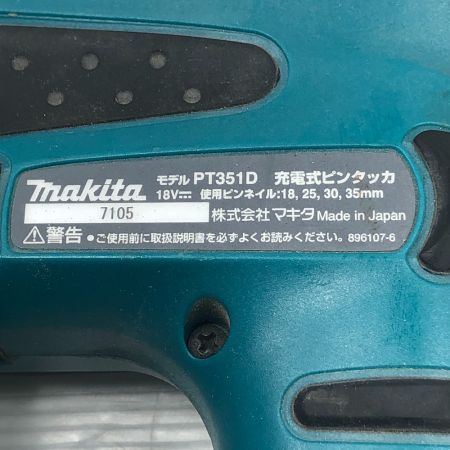 makita モデル PT351D 充電式ピンタッカ
18V⎓ 使用ピンネイル:18, 25, 30, 35mm
7105 株式会社マキタ Made in Japan
⚠警告 •ご使用前に取扱説明書を必ずよくお読みください。 896107-6